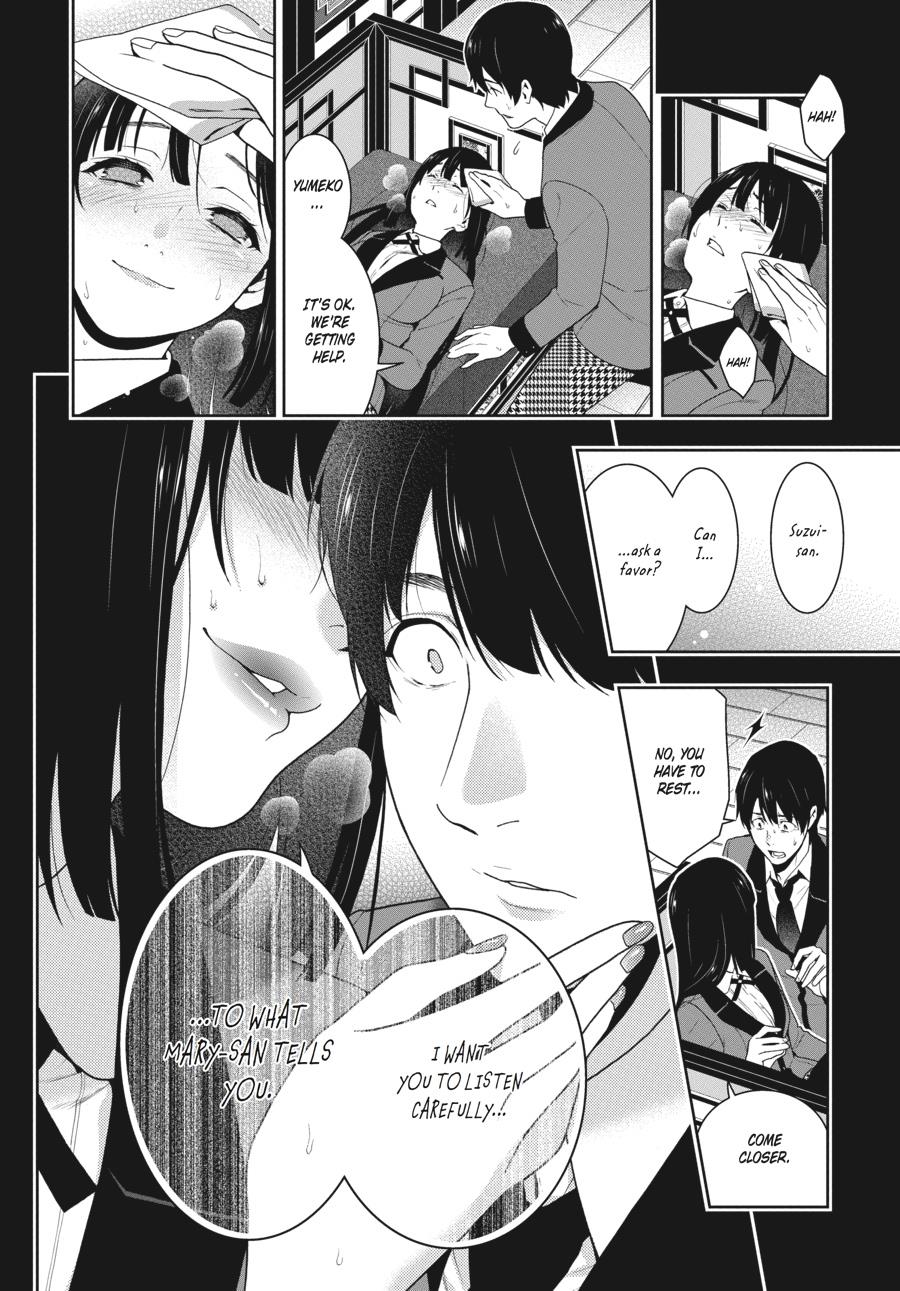 HAH!
HAH!
YUMEKO
...
IT'S OK.
WE'RE
GETTING
HELP.
Suzui-
san.
Can
I...
...ask a
favor?
NO, YOU
HAVE TO
REST...
COME
CLOSER.
I WANT
YOU TO LISTEN
CAREFULLY...
...TO WHAT
MARY-SAN TELLS
YOU.